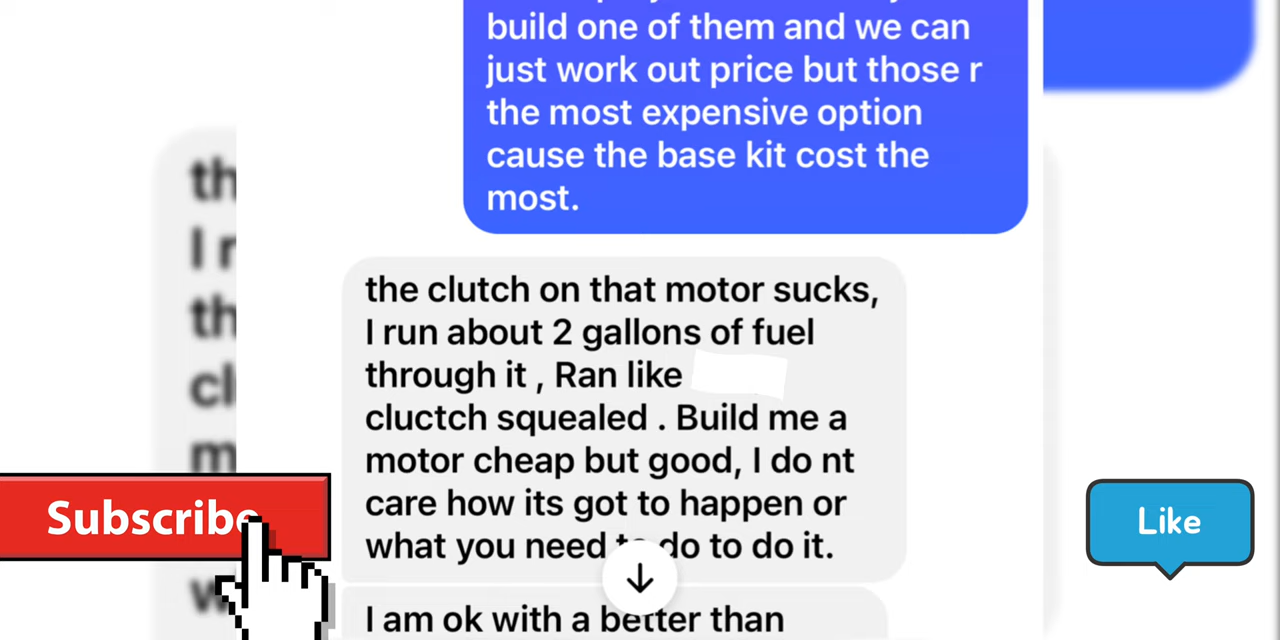 build one of them and we can
just work out price but those r
the most expensive option
cause the base kit cost the
most.
the clutch on that motor sucks,
I run about 2 gallons of fuel
through it , Ran like
cluctch squealed . Build me a
motor cheap but good, I do nt
care how its got to happen or
what you need to do to do it.
I am ok with a better than
Subscribe
Like